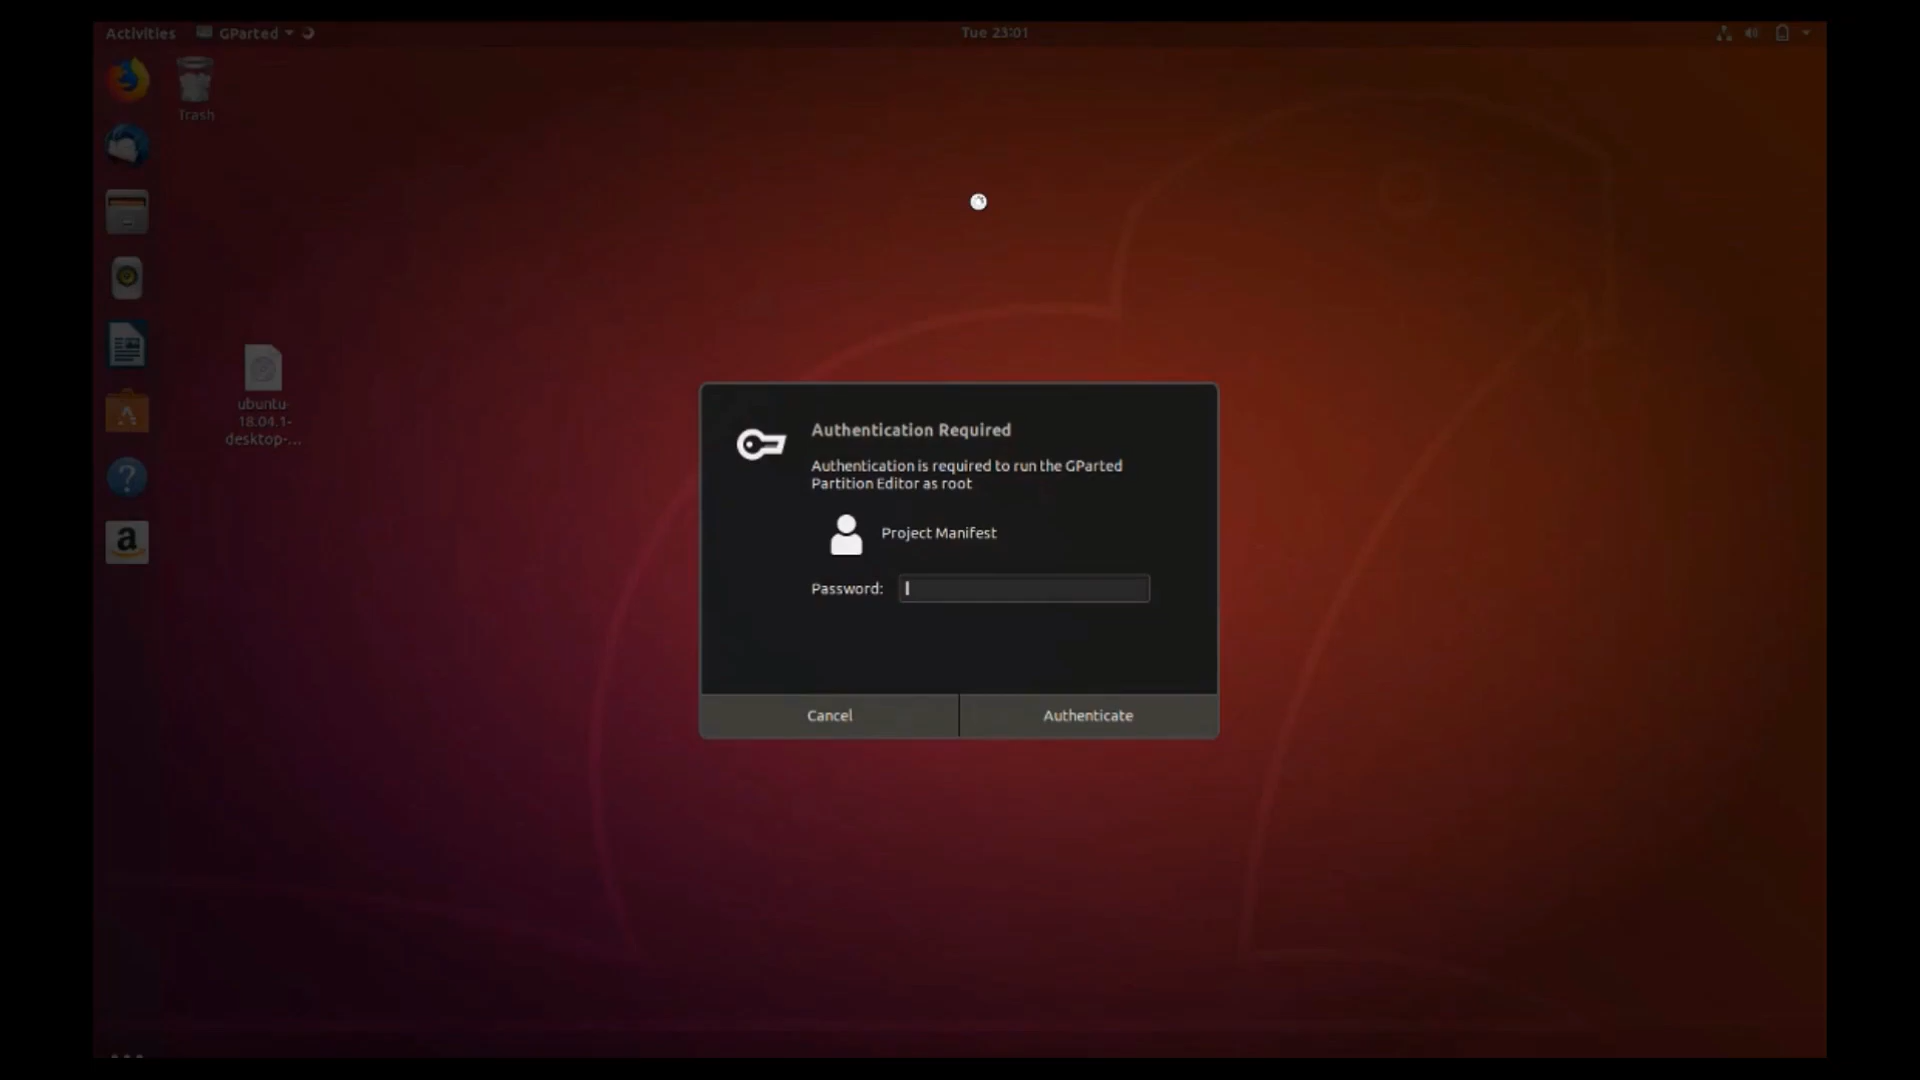 Activities GParted Tue 23:01
Trash
ubuntu-
18.04.1-
desktop-...
a
Authentication Required
Authentication is required to run the GParted
Partition Editor as root
Project Manifest
Password:
Cancel Authenticate